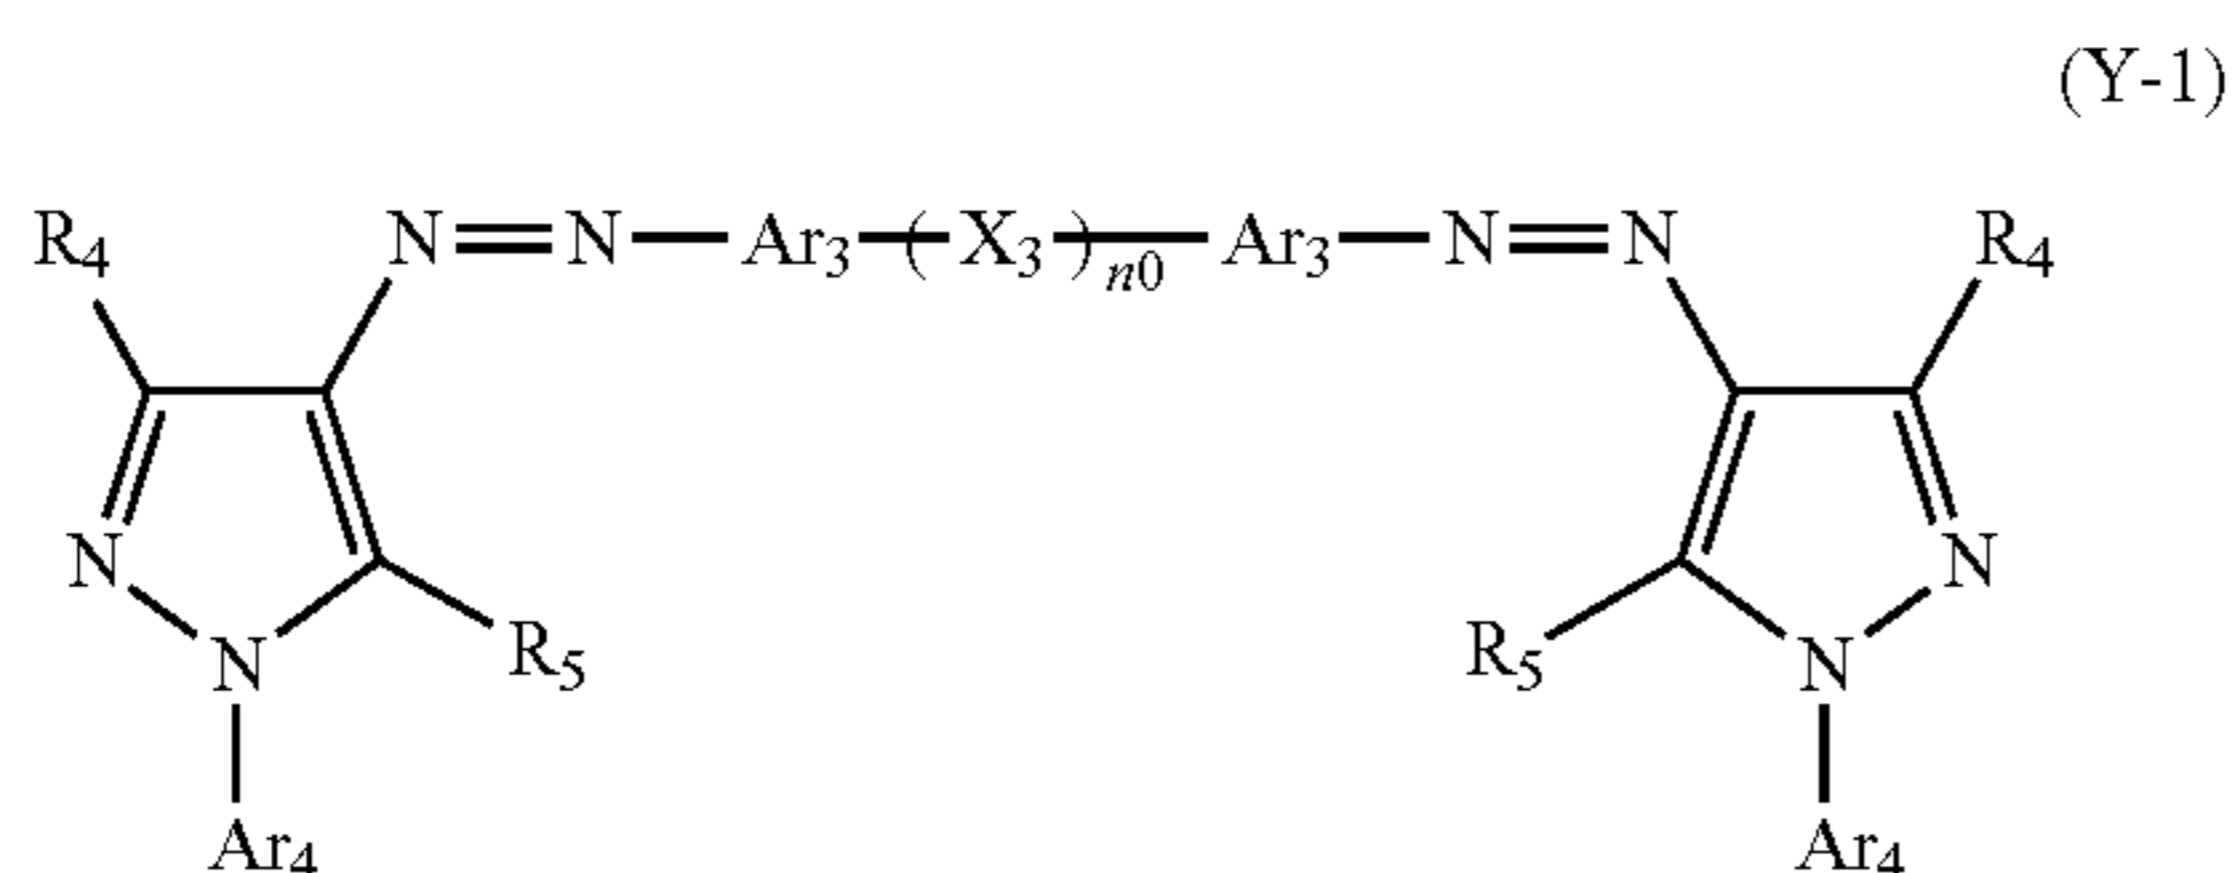 (Y-1)
R₄ N=N—Ar₃—(X₃)ₙ₀—Ar₃—N=N R₄
N N
R₅ R₅
N N
Ar₄ Ar₄